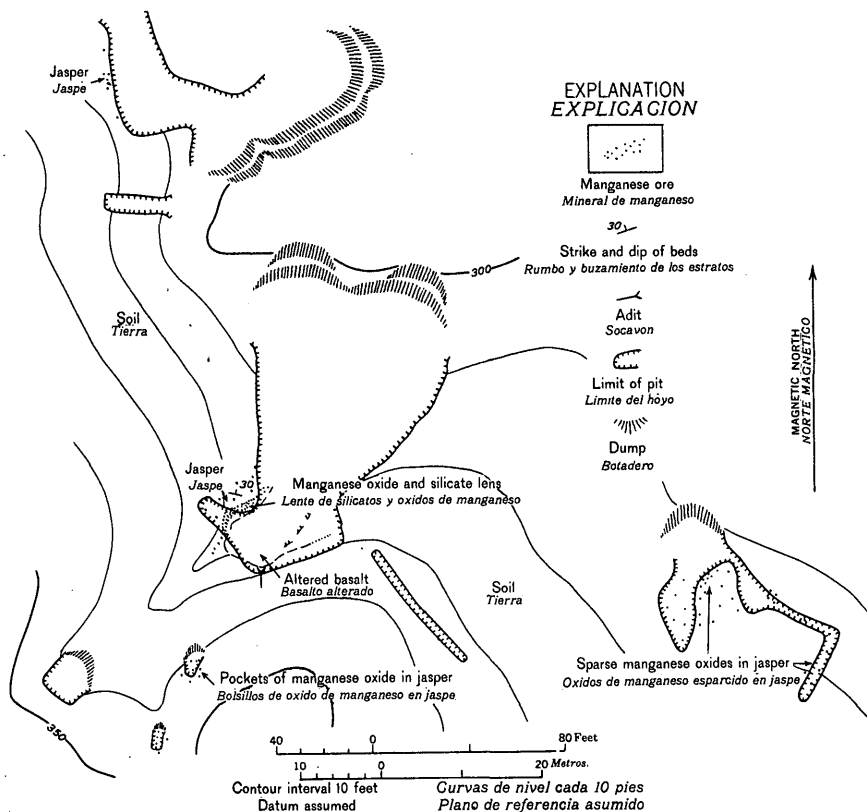 Jasper
Jaspe
EXPLANATION
EXPLICACION
Manganese ore
Mineral de manganeso
30
Strike and dip of beds
Rumbo y buzamiento de los estratos
Adit
Socavon
Limit of pit
Limite del hoyo
Dump
Botadero
MAGNETIC NORTH
NORTE MAGNETICO
300
Soil
Tierra
Jasper
Jaspe
30
Manganese oxide and silicate lens
Lente de silicatos y oxidos de manganeso
Altered basalt
Basalto alterado
Soil
Tierra
Pockets of manganese oxide in jasper
Bolsillos de oxido de manganeso en jaspe
Sparse manganese oxides in jasper
Oxidos de manganeso esparcido en jaspe
350
40 0 80 Feet
10 0 20 Metros.
Contour interval 10 feet
Datum assumed
Curvas de nivel cada 10 pies
Plano de referencia asumido